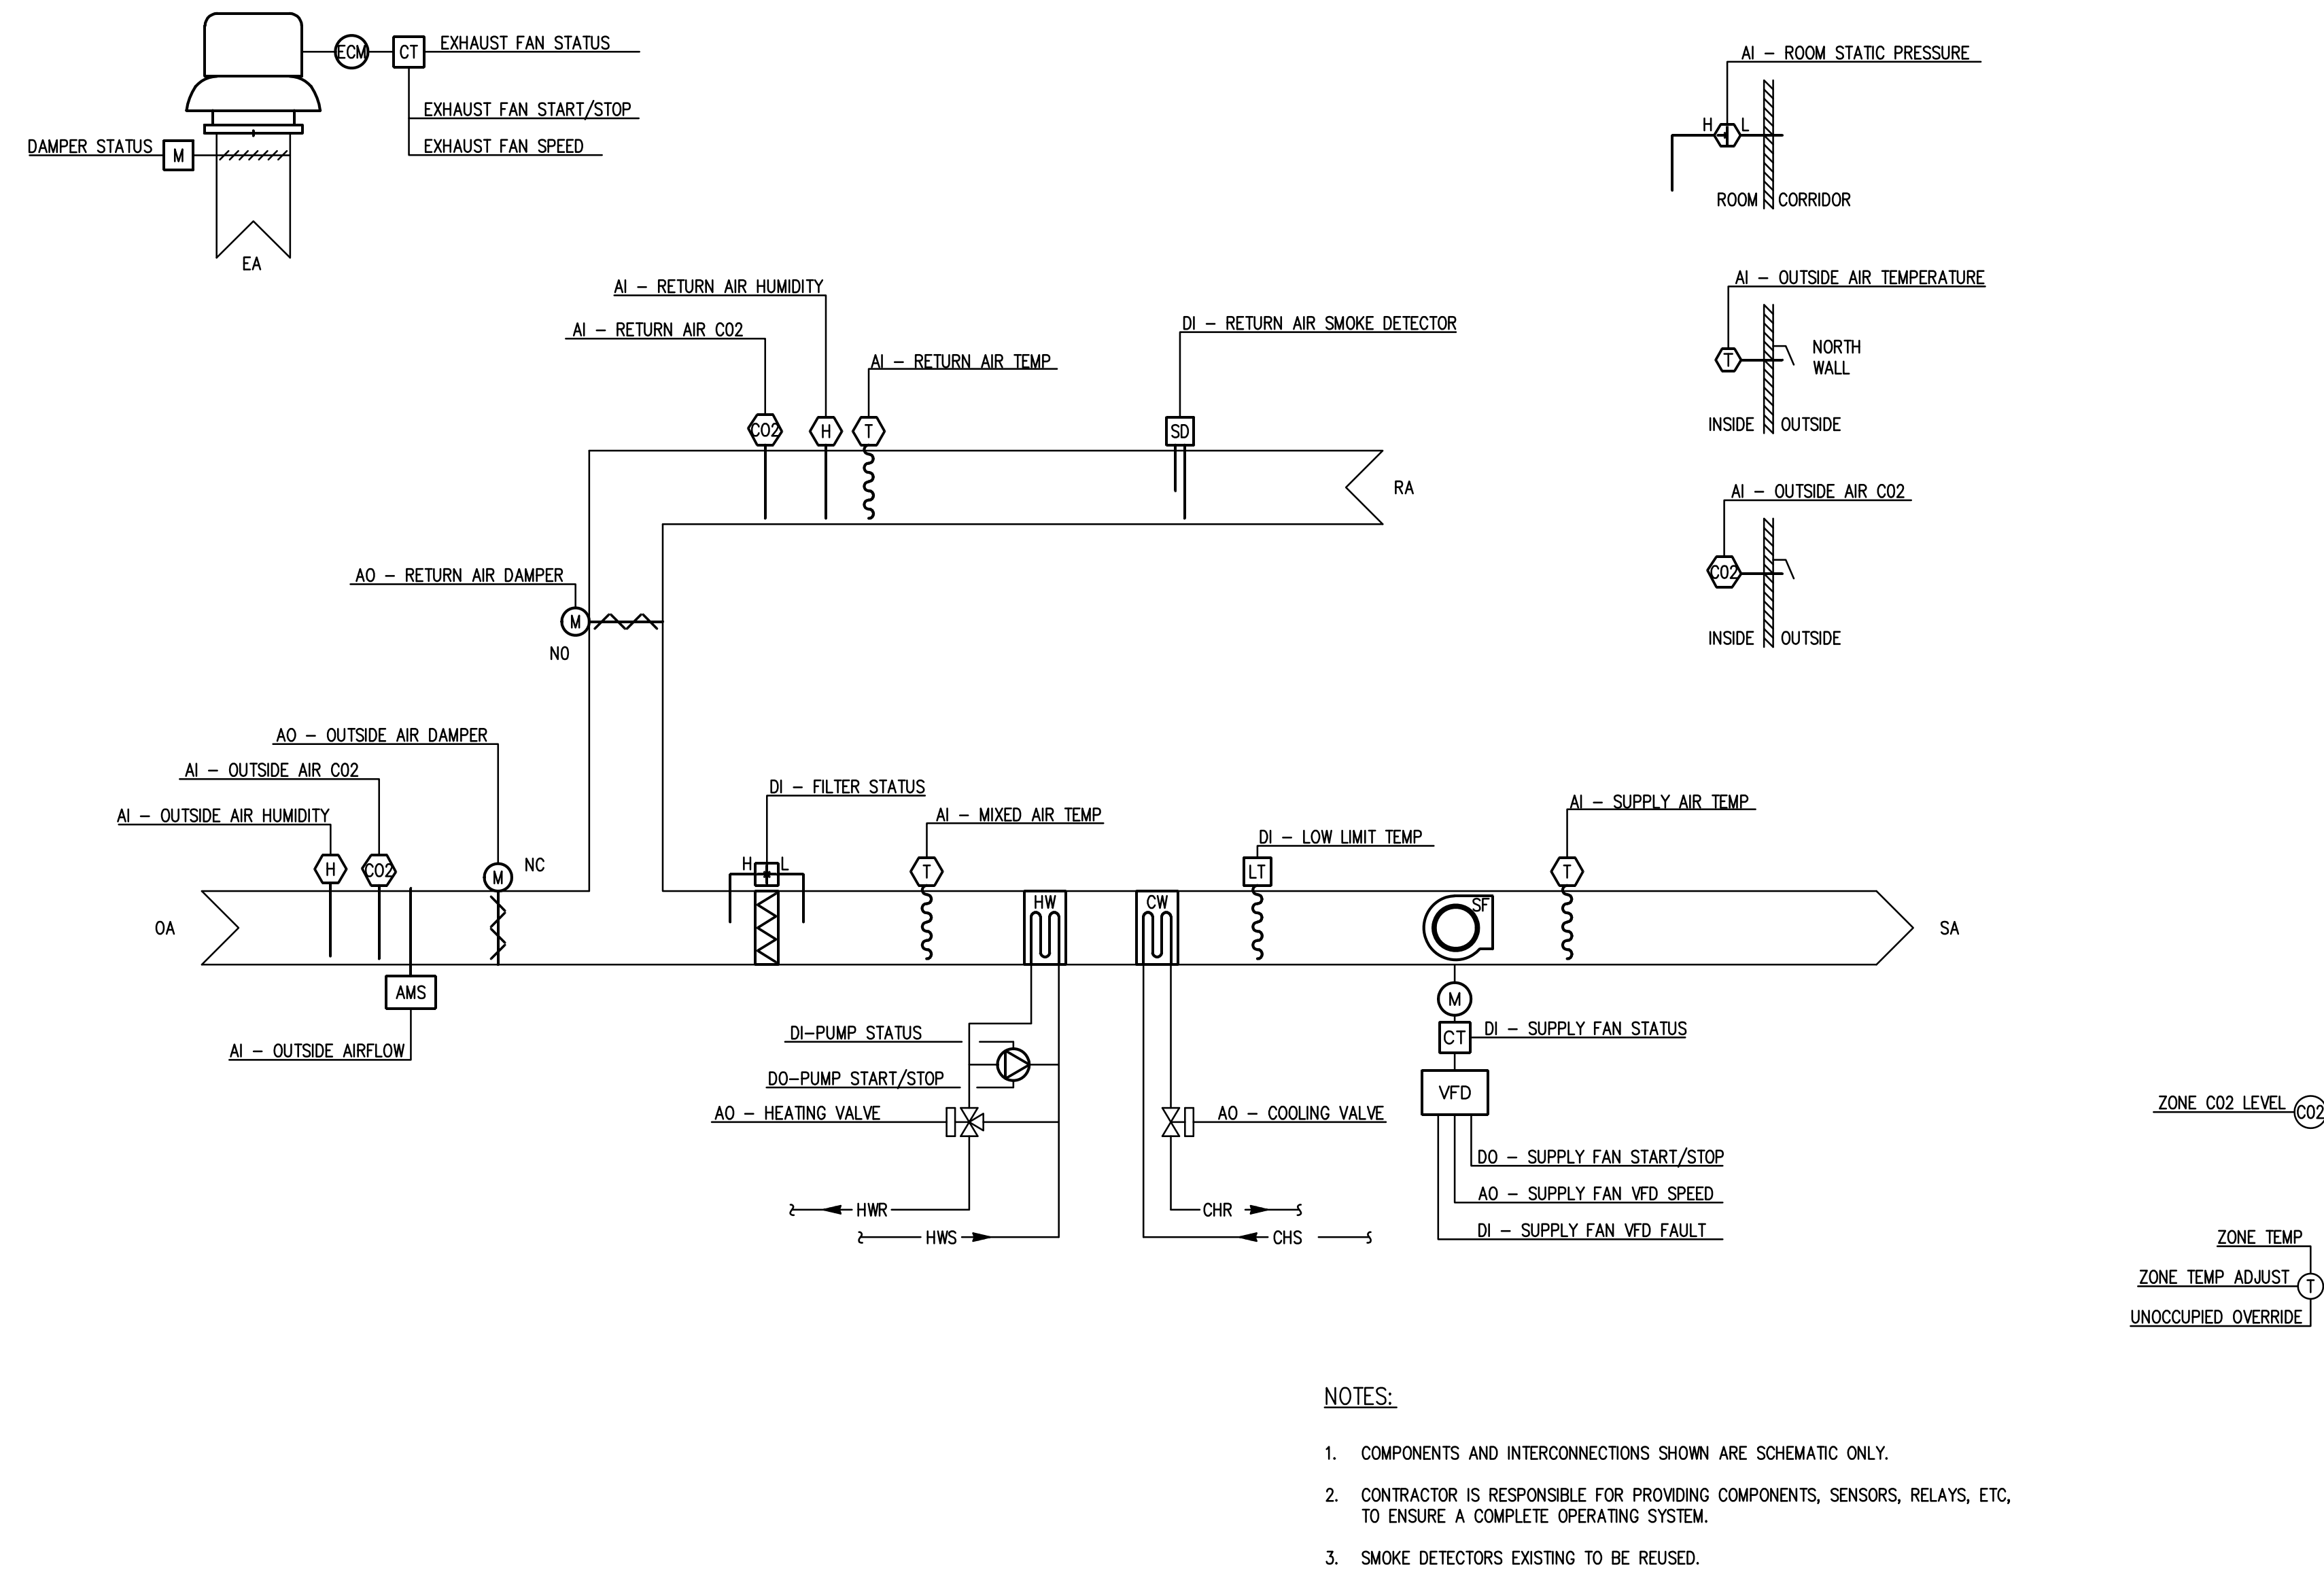 ECM
CT
EXHAUST FAN STATUS
EXHAUST FAN START/STOP
EXHAUST FAN SPEED
DAMPER STATUS
M
EA
AI - ROOM STATIC PRESSURE
H
L
ROOM
CORRIDOR
AI - RETURN AIR HUMIDITY
AI - RETURN AIR CO2
AI - RETURN AIR TEMP
DI - RETURN AIR SMOKE DETECTOR
CO2
H
T
SD
RA
AI - OUTSIDE AIR TEMPERATURE
T
NORTH
WALL
INSIDE
OUTSIDE
AI - OUTSIDE AIR CO2
CO2
INSIDE
OUTSIDE
AO - RETURN AIR DAMPER
M
NO
AO - OUTSIDE AIR DAMPER
AI - OUTSIDE AIR CO2
AI - OUTSIDE AIR HUMIDITY
H
CO2
M
NC
OA
AMS
AI - OUTSIDE AIRFLOW
DI - FILTER STATUS
H
L
AI - MIXED AIR TEMP
T
HW
CW
DI - LOW LIMIT TEMP
LT
SF
AI - SUPPLY AIR TEMP
T
SA
M
CT
DI - SUPPLY FAN STATUS
VFD
DO - SUPPLY FAN START/STOP
AO - SUPPLY FAN VFD SPEED
DI - SUPPLY FAN VFD FAULT
DI-PUMP STATUS
DO-PUMP START/STOP
AO - HEATING VALVE
AO - COOLING VALVE
HWR
HWS
CHR
CHS
ZONE CO2 LEVEL
CO2
ZONE TEMP
ZONE TEMP ADJUST
T
UNOCCUPIED OVERRIDE
NOTES:
1. COMPONENTS AND INTERCONNECTIONS SHOWN ARE SCHEMATIC ONLY.
2. CONTRACTOR IS RESPONSIBLE FOR PROVIDING COMPONENTS, SENSORS, RELAYS, ETC,
TO ENSURE A COMPLETE OPERATING SYSTEM.
3. SMOKE DETECTORS EXISTING TO BE REUSED.